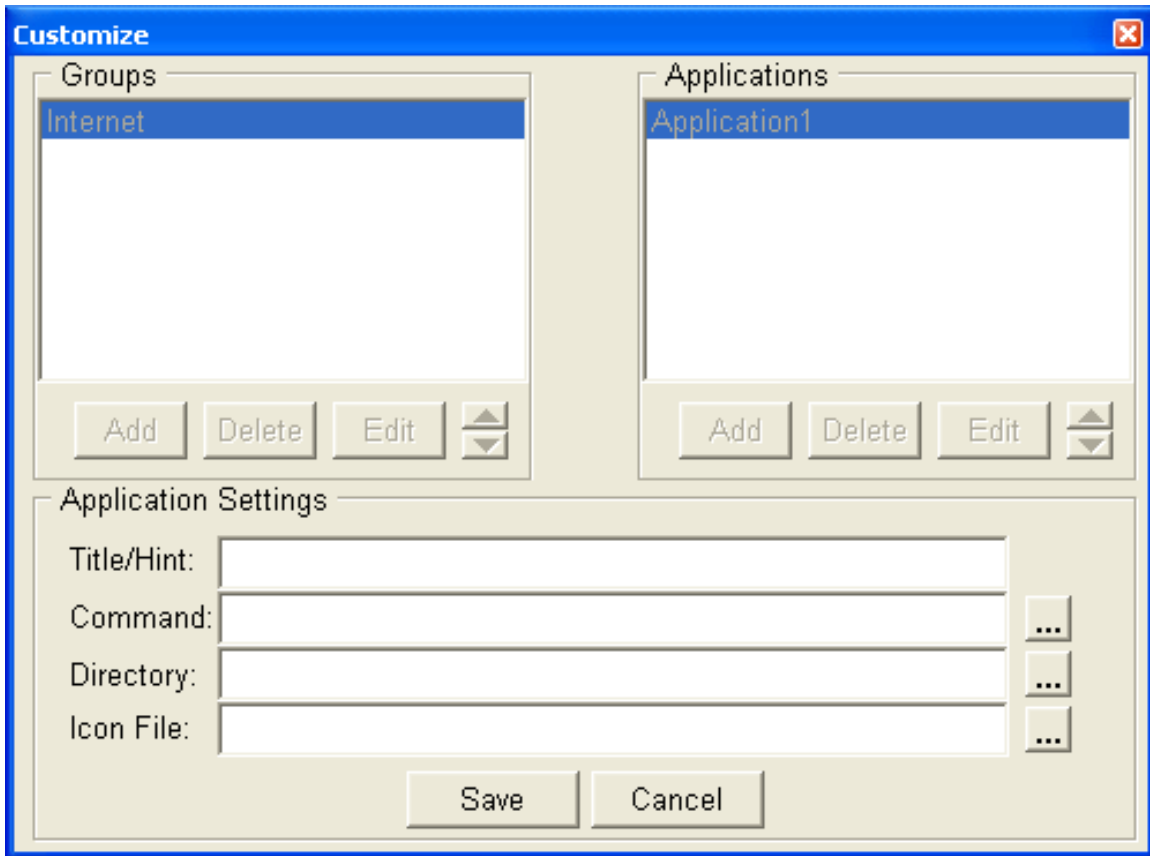 Customize
Groups
Internet
Add Delete Edit
Applications
Application1
Add Delete Edit
Application Settings
Title/Hint:
Command:
...
Directory:
...
Icon File:
...
Save Cancel